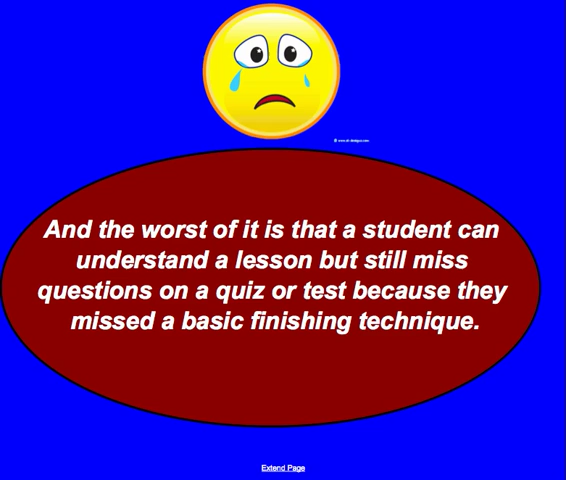 And the worst of it is that a student can
understand a lesson but still miss
questions on a quiz or test because they
missed a basic finishing technique.
Extend Page